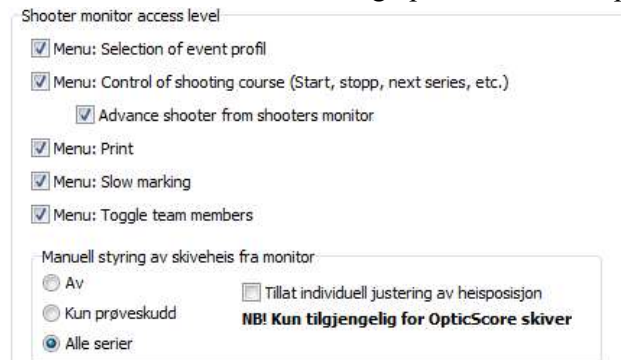 Shooter monitor access level
Menu: Selection of event profil
Menu: Control of shooting course (Start, stopp, next series, etc.)
Advance shooter from shooters monitor
Menu: Print
Menu: Slow marking
Menu: Toggle team members
Manuell styring av skiveheis fra monitor
Av
Tillat individuell justering av heisposisjon
Kun prøveskudd
NB! Kun tilgjengelig for OpticScore skiver
Alle serier